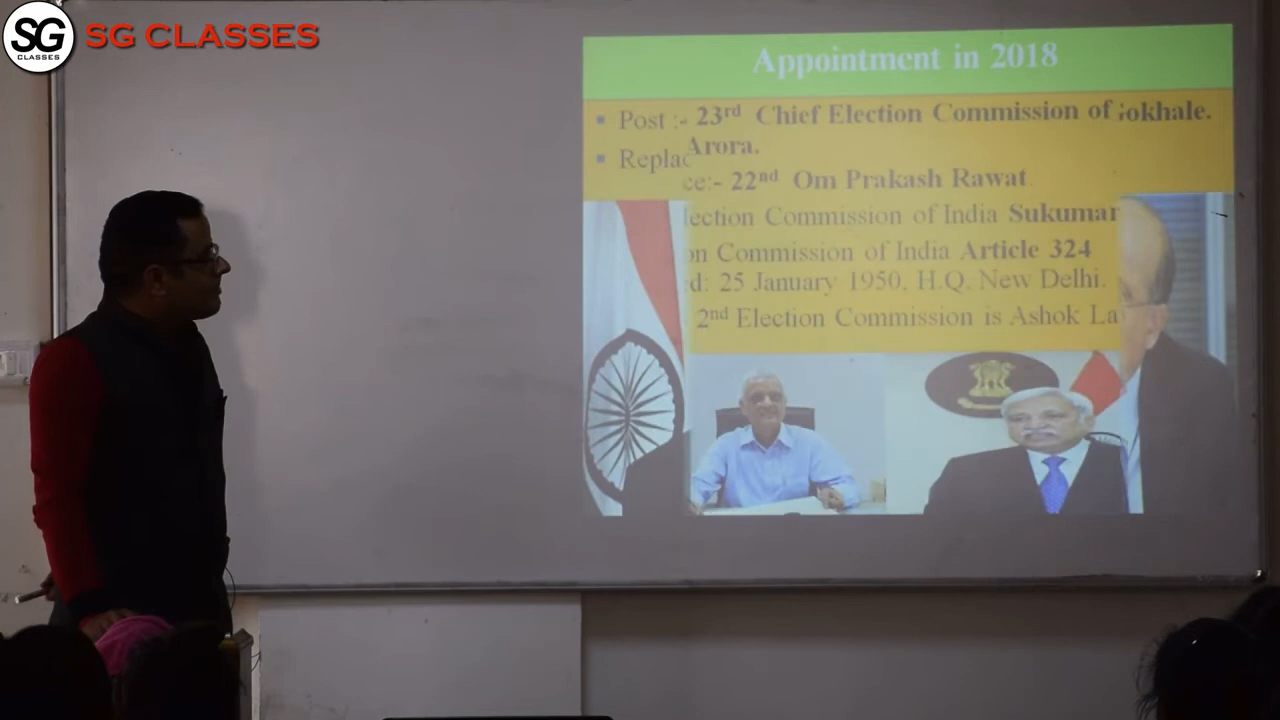 SG
CLASSES
SG CLASSES
Appointment in 2018
Post :- 23rd Chief Election Commission of okhale.
Arora.
Replac
ce:- 22nd Om Prakash Rawat
lection Commission of India Sukumar
on Commission of India Article 324
d: 25 January 1950. H.Q. New Delhi.
2nd Election Commission is Ashok La